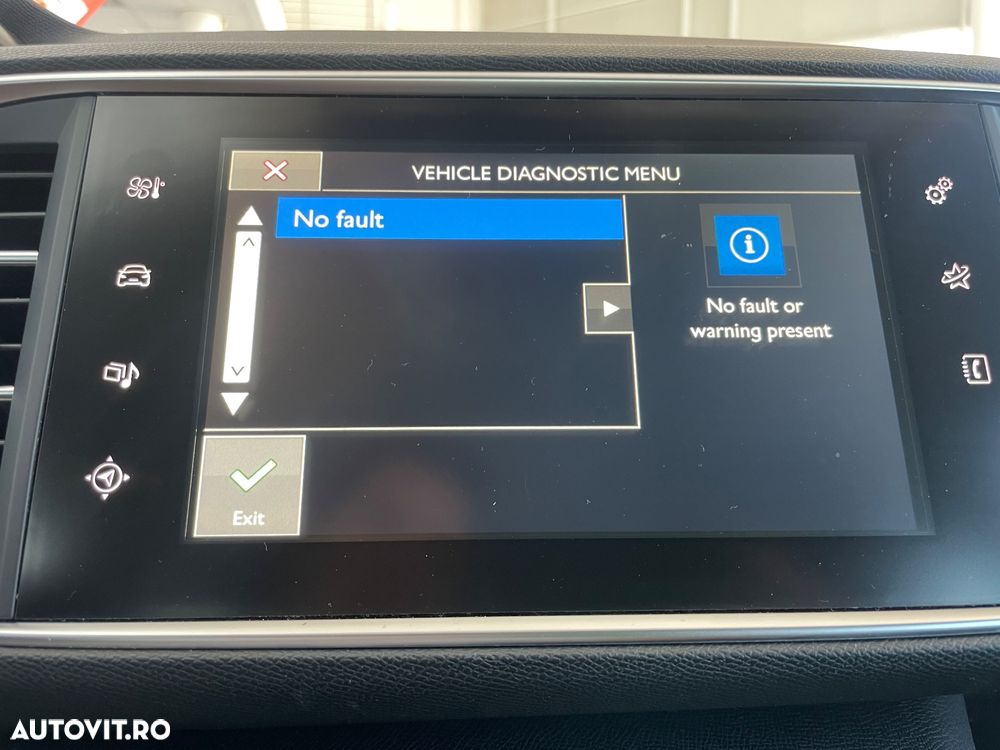 VEHICLE DIAGNOSTIC MENU
No fault
No fault or
warning present
Exit
AUTOVIT.RO